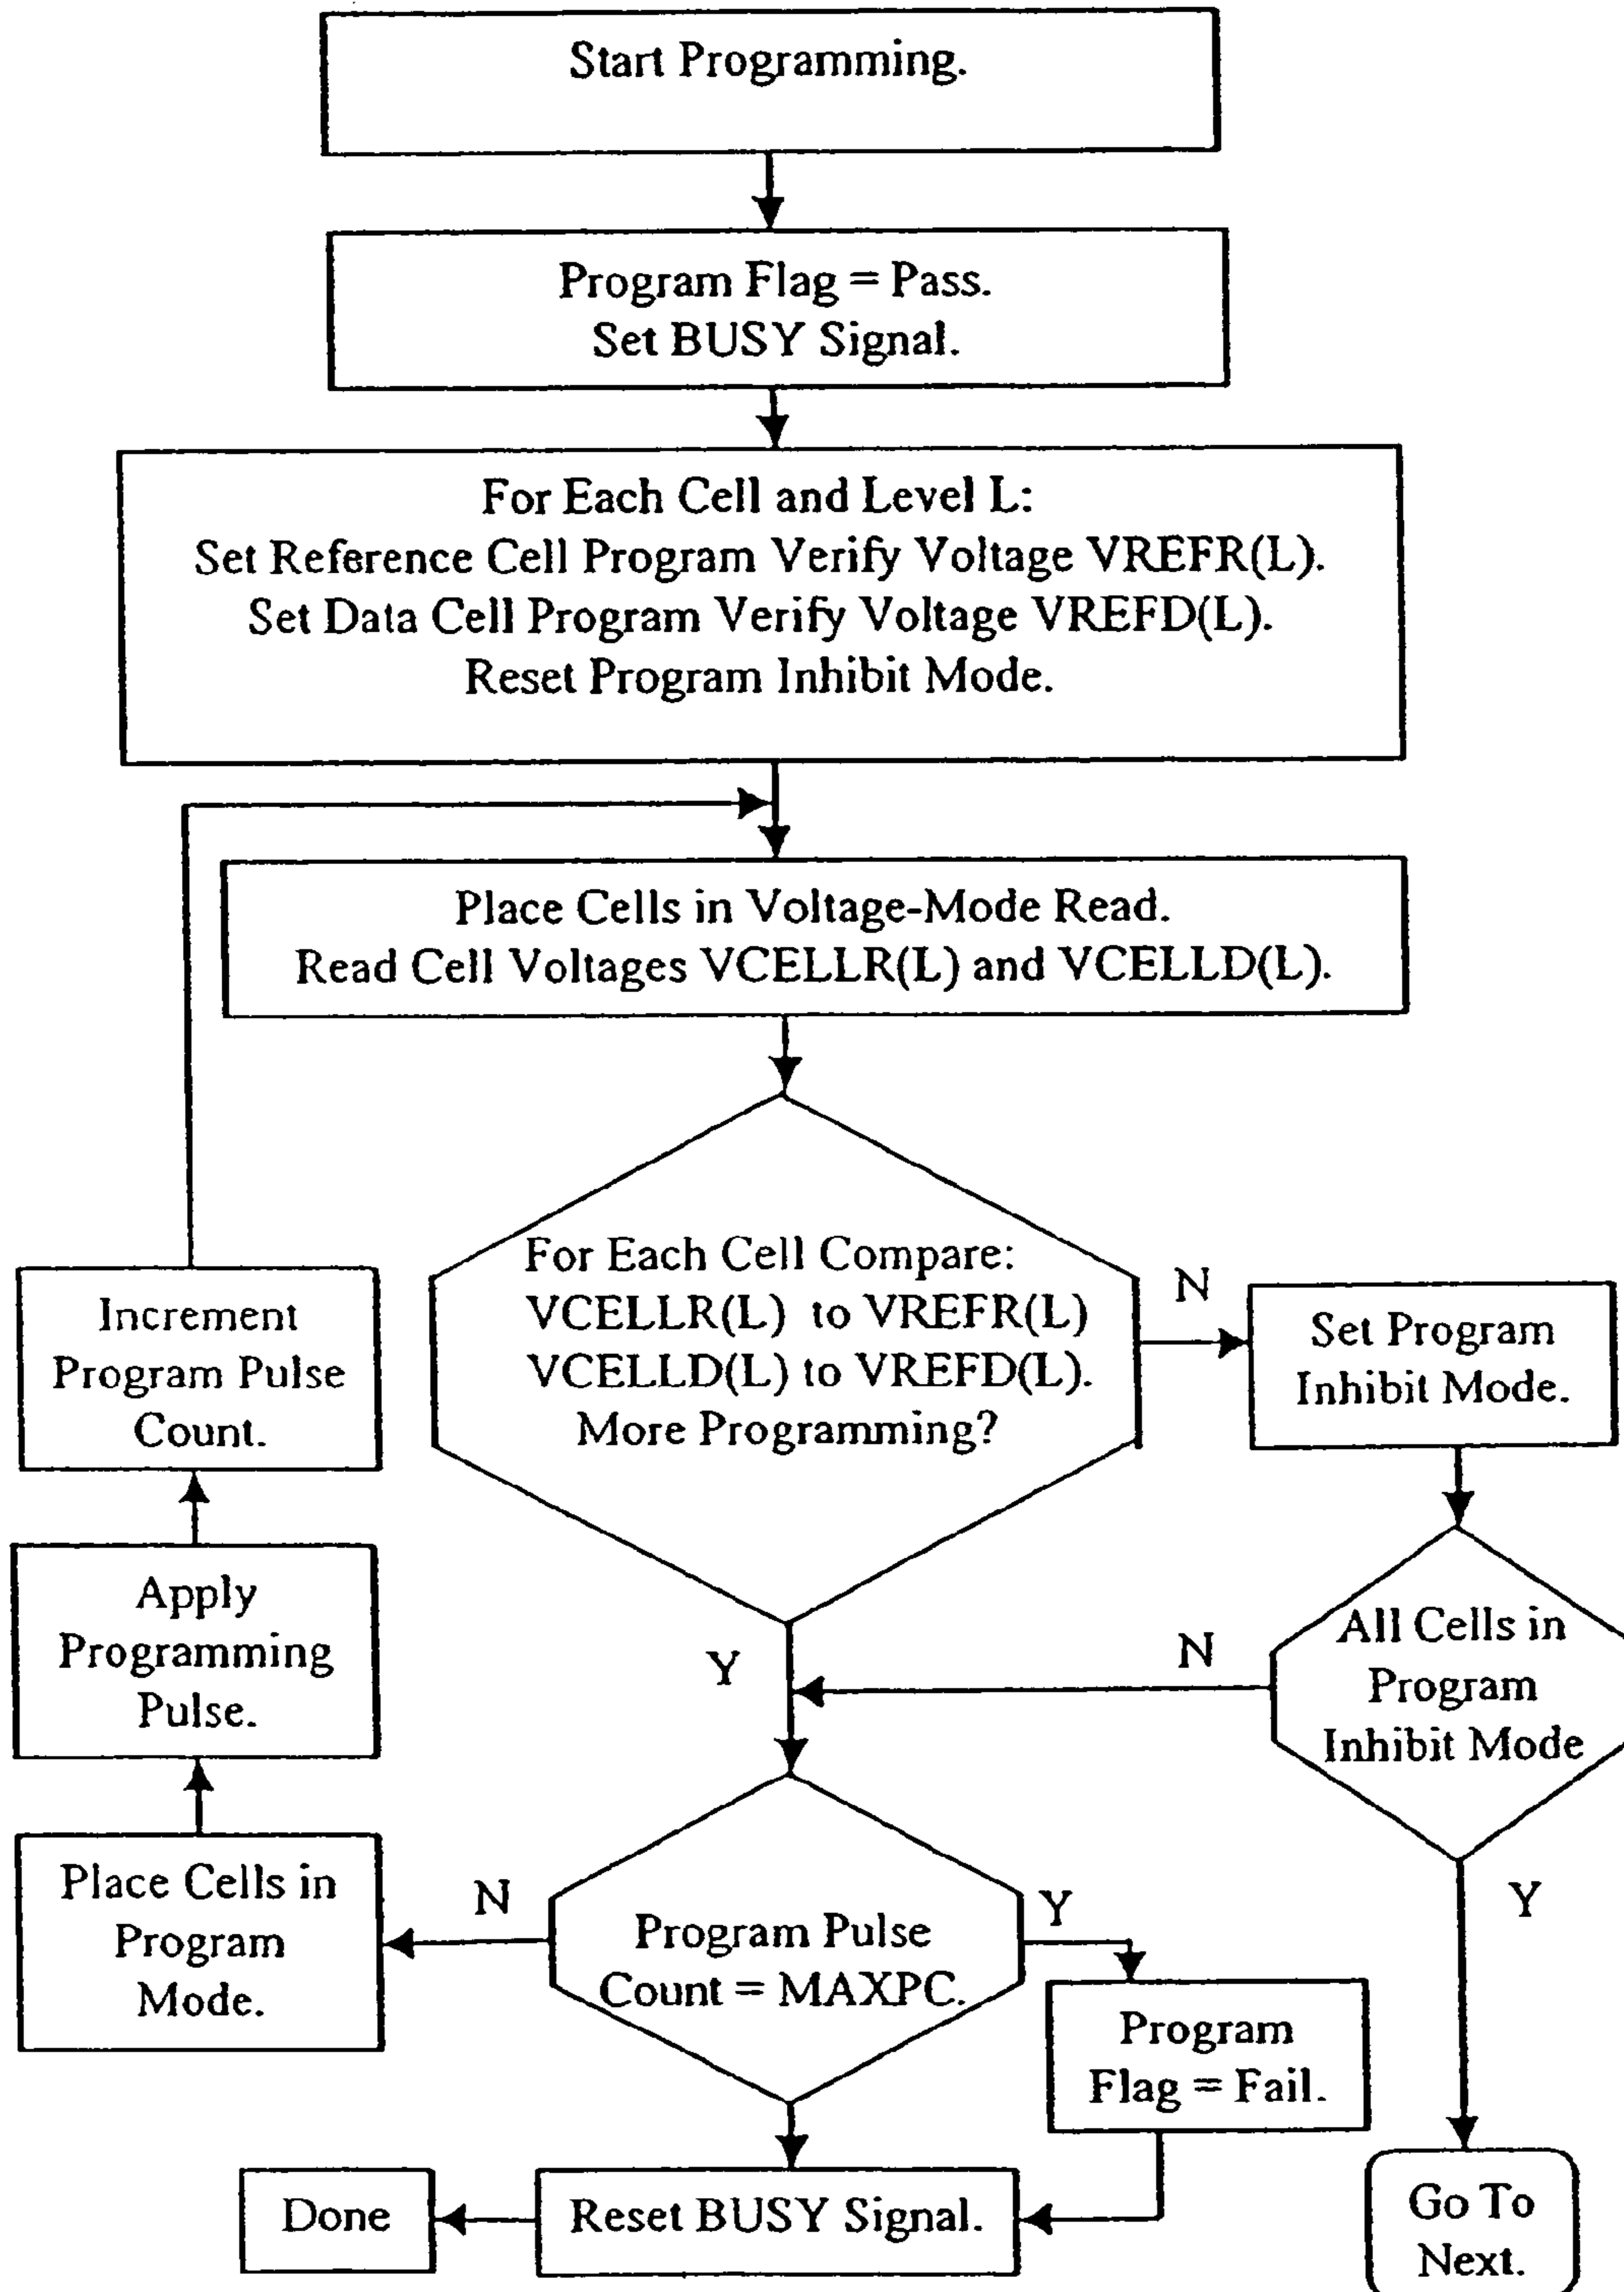 Start Programming.
Program Flag = Pass.
Set BUSY Signal.
For Each Cell and Level L:
Set Reference Cell Program Verify Voltage VREFR(L).
Set Data Cell Program Verify Voltage VREFD(L).
Reset Program Inhibit Mode.
Place Cells in Voltage-Mode Read.
Read Cell Voltages VCELLR(L) and VCELLD(L).
For Each Cell Compare:
VCELLR(L) to VREFR(L)
VCELLD(L) to VREFD(L).
More Programming?
N
Set Program
Inhibit Mode.
Increment
Program Pulse
Count.
Apply
Programming
Pulse.
Y
N
All Cells in
Program
Inhibit Mode
Place Cells in
Program
Mode.
N
Program Pulse
Count = MAXPC.
Y
Y
Program
Flag = Fail.
Done
Reset BUSY Signal.
Go To
Next.